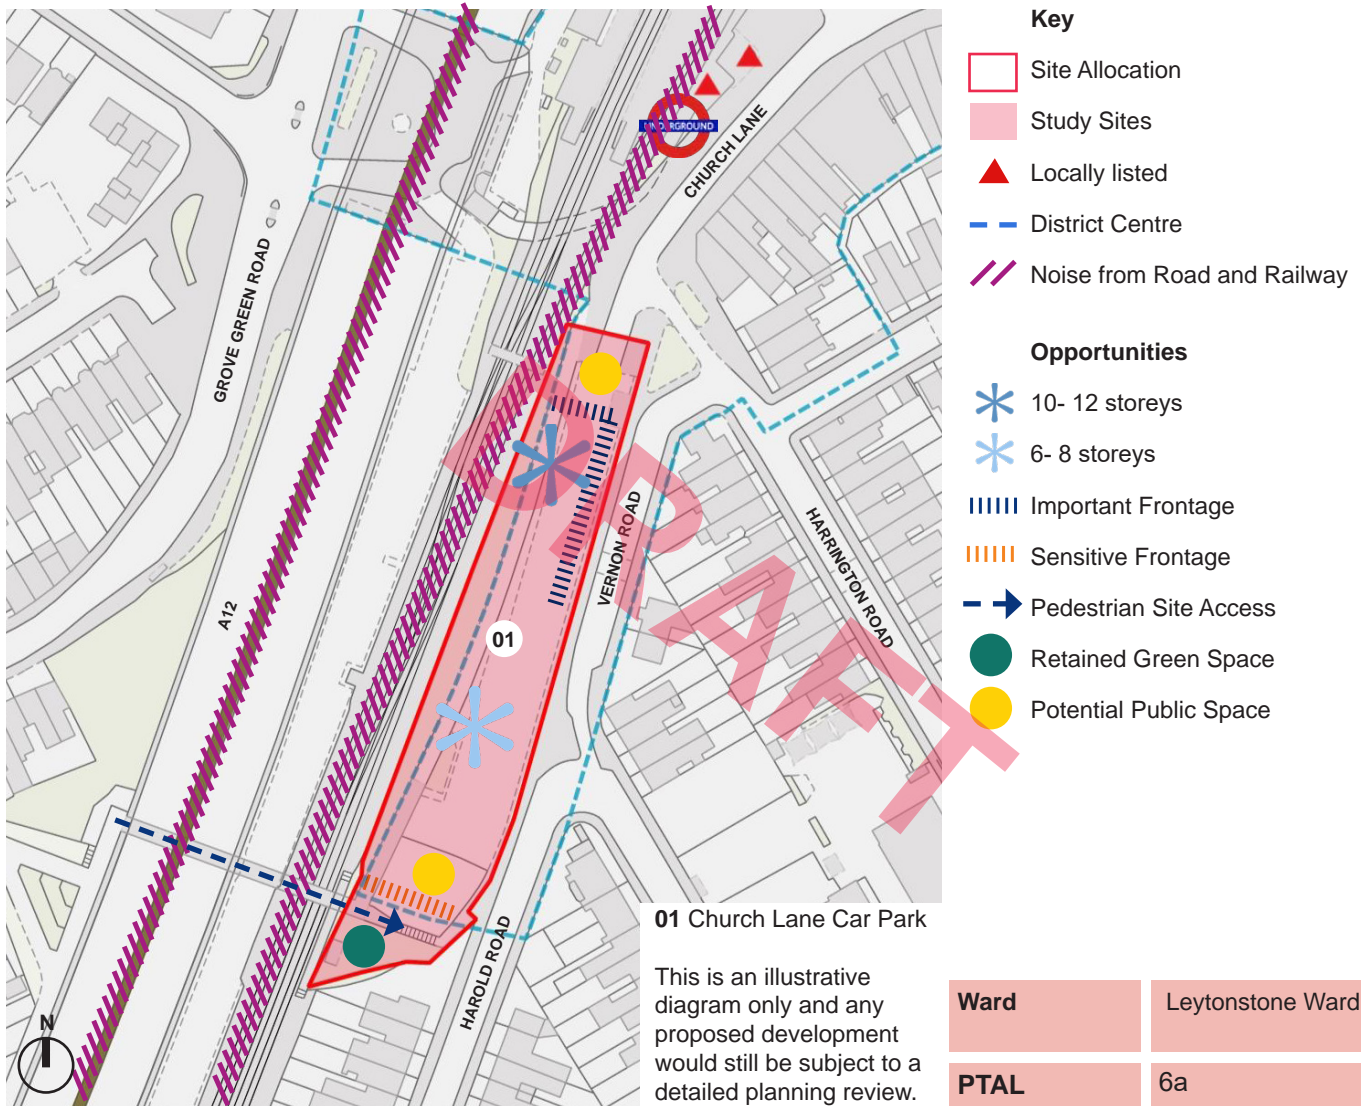 Key
Site Allocation
Study Sites
Locally listed
District Centre
Noise from Road and Railway
Opportunities
10- 12 storeys
6- 8 storeys
Important Frontage
Sensitive Frontage
Pedestrian Site Access
Retained Green Space
Potential Public Space
UNDERGROUND
CHURCH LANE
GROVE GREEN ROAD
A12
VERNON ROAD
HARRINGTON ROAD
HAROLD ROAD
01
DRAFT
N
01 Church Lane Car Park
This is an illustrative
diagram only and any
proposed development
would still be subject to a
detailed planning review.
Ward Leytonstone Ward
PTAL 6a